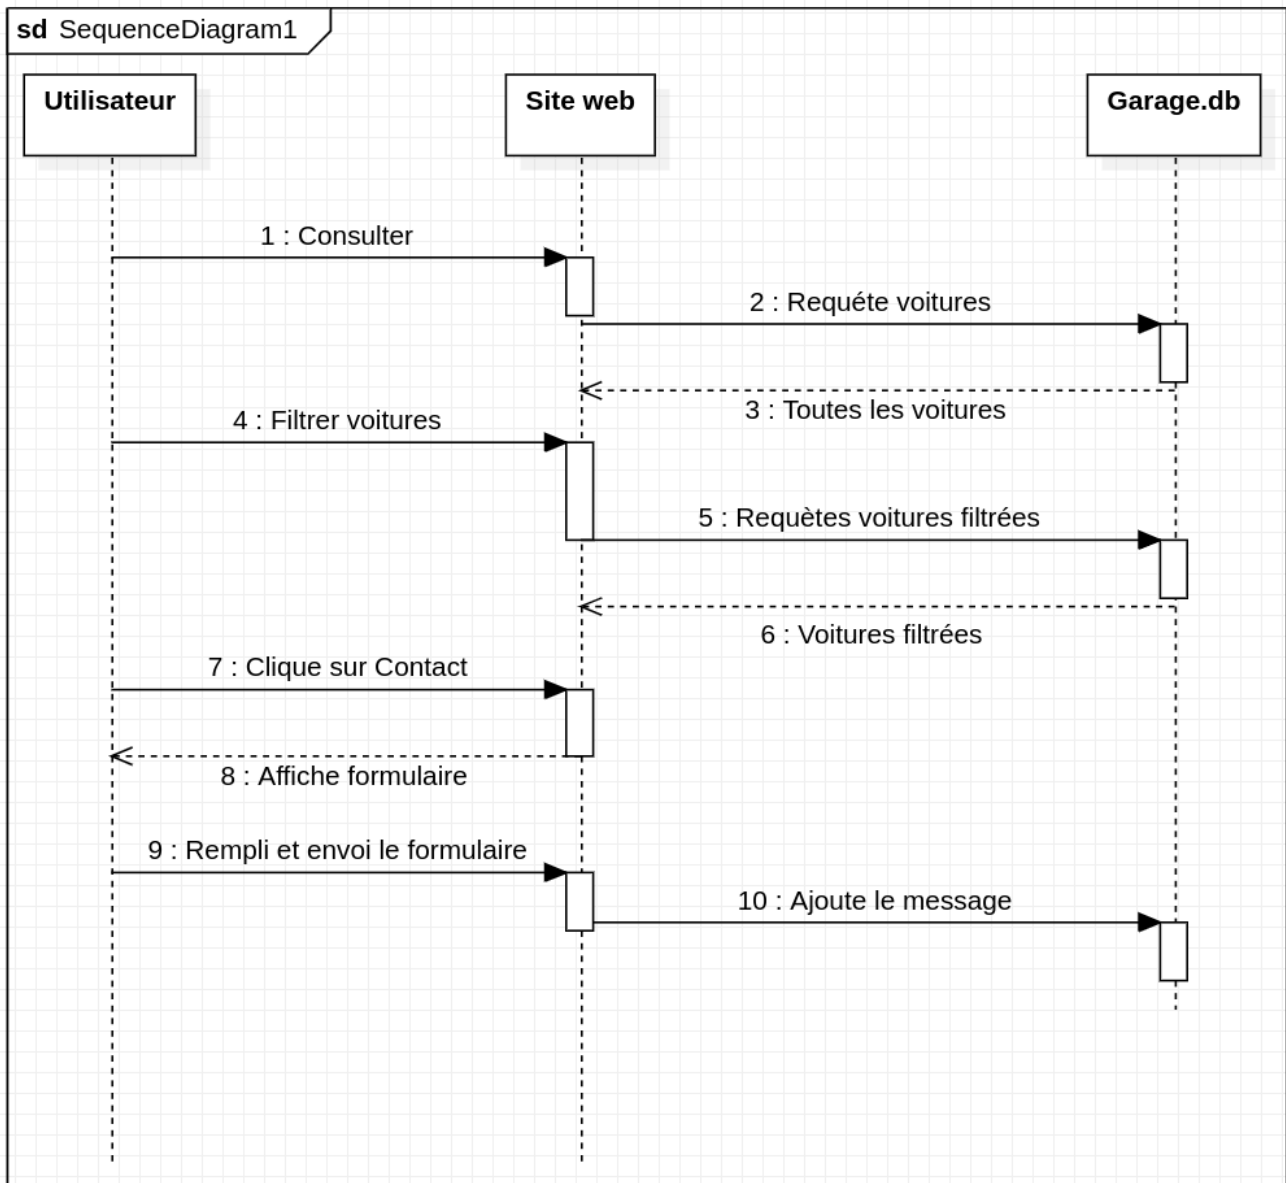 sd SequenceDiagram1
Utilisateur
Site web
Garage.db
1 : Consulter
2 : Requéte voitures
3 : Toutes les voitures
4 : Filtrer voitures
5 : Requètes voitures filtrées
6 : Voitures filtrées
7 : Clique sur Contact
8 : Affiche formulaire
9 : Rempli et envoi le formulaire
10 : Ajoute le message